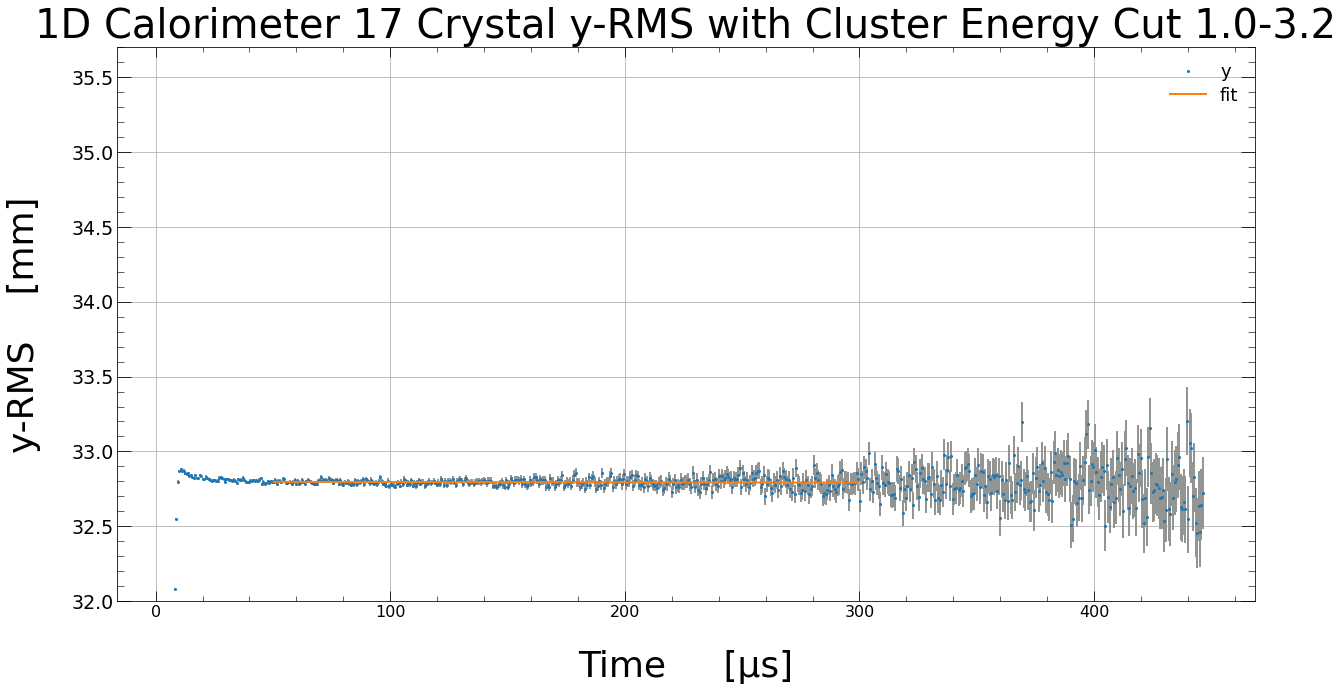 1D Calorimeter 17 Crystal y-RMS with Cluster Energy Cut 1.0-3.2
y
fit
35.5
35.0
34.5
34.0
33.5
33.0
32.5
32.0
y-RMS [mm]
0 100 200 300 400
Time [µs]